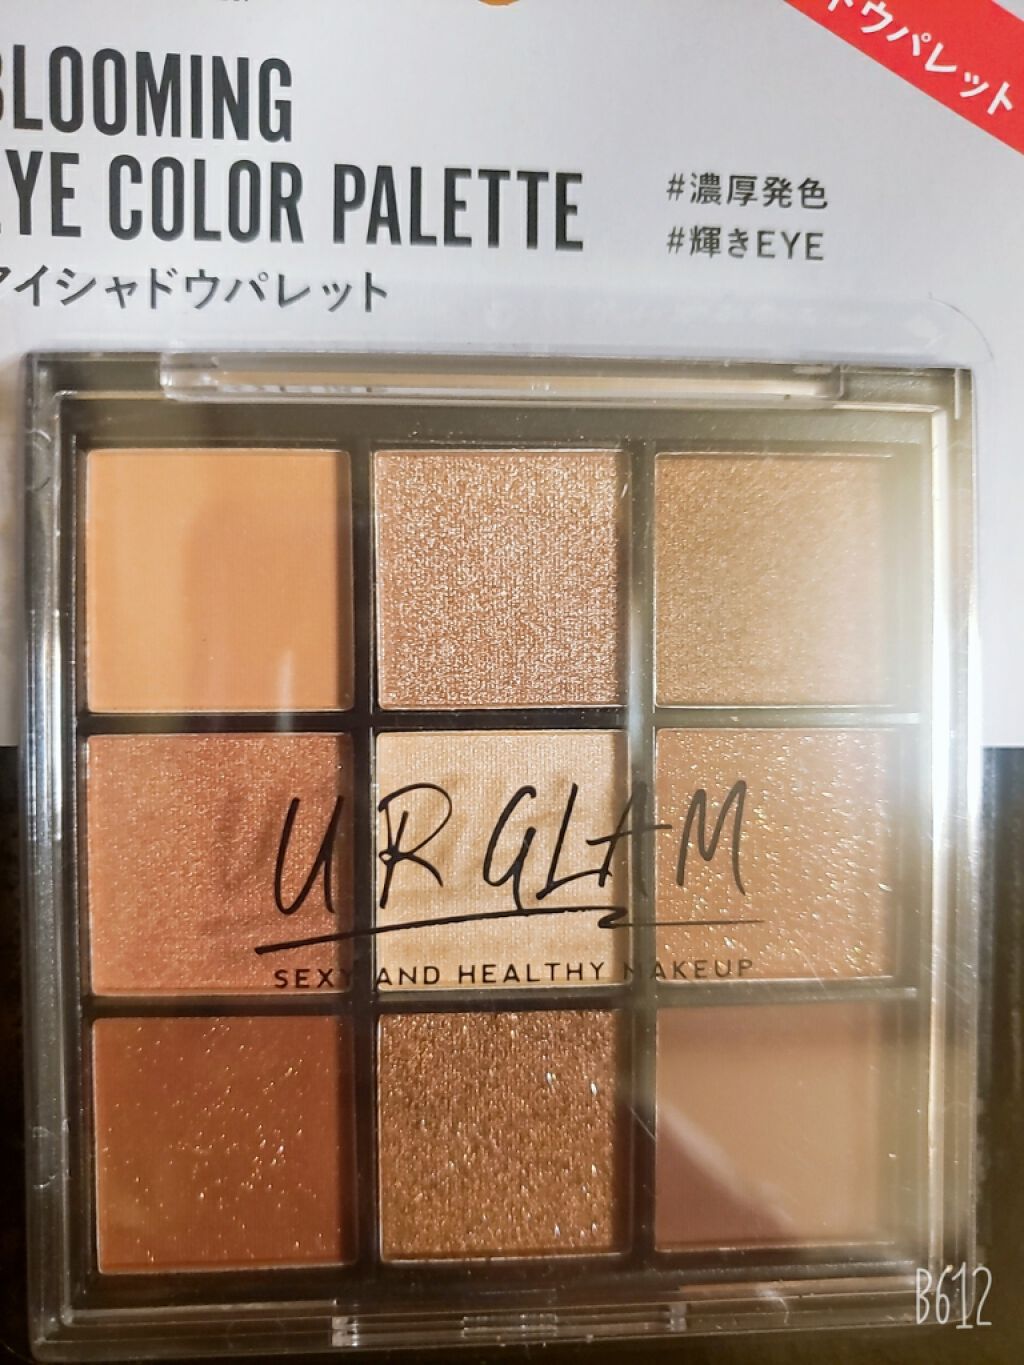 ドウパレット
BLOOMING
EYE COLOR PALETTE
アイシャドウパレット
#濃厚発色
#輝きEYE
UR GLAM
SEXY AND HEALTHY MAKEUP
B612